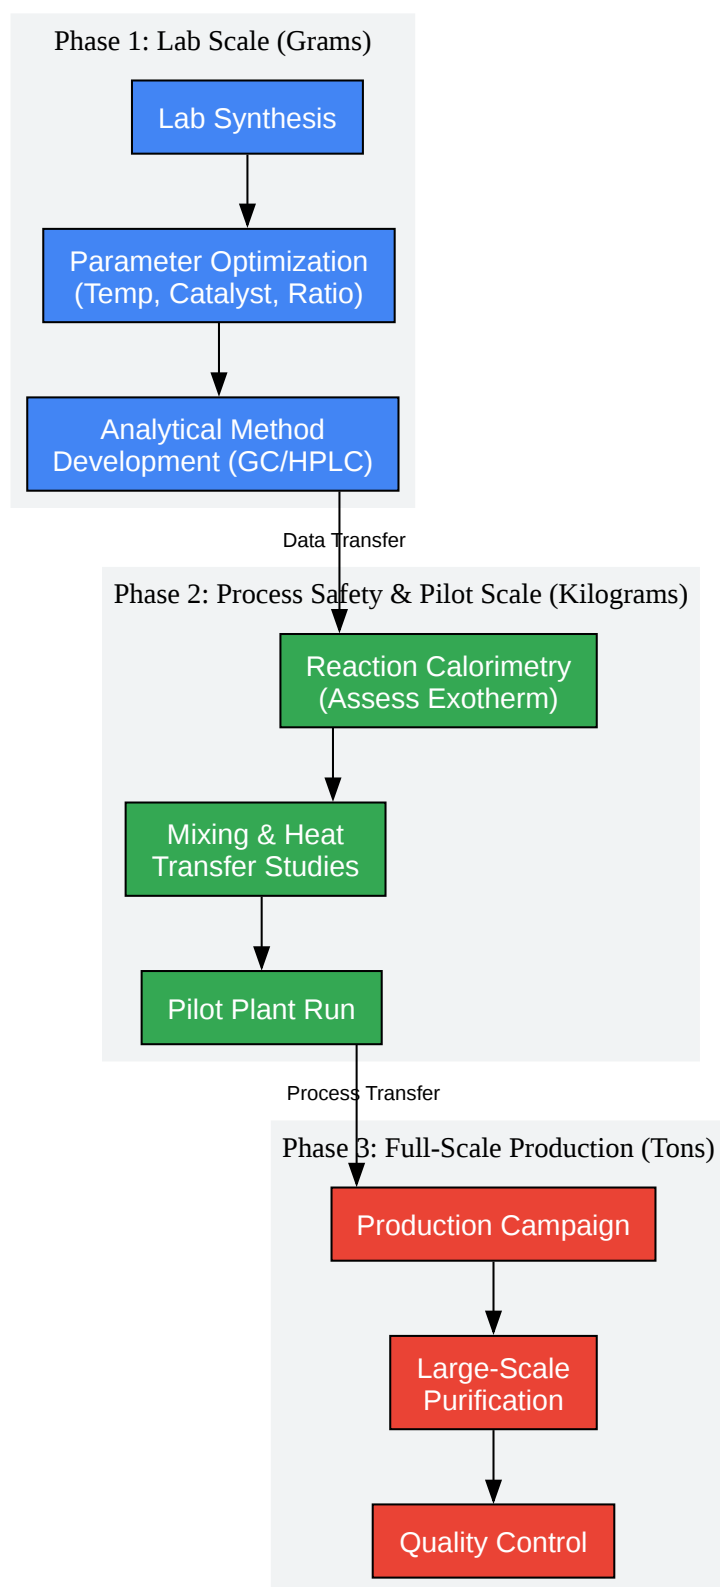 Phase 1: Lab Scale (Grams)
Lab Synthesis
Parameter Optimization
(Temp, Catalyst, Ratio)
Analytical Method
Development (GC/HPLC)
Data Transfer
Phase 2: Process Safety & Pilot Scale (Kilograms)
Reaction Calorimetry
(Assess Exotherm)
Mixing & Heat
Transfer Studies
Pilot Plant Run
Process Transfer
Phase 3: Full-Scale Production (Tons)
Production Campaign
Large-Scale
Purification
Quality Control